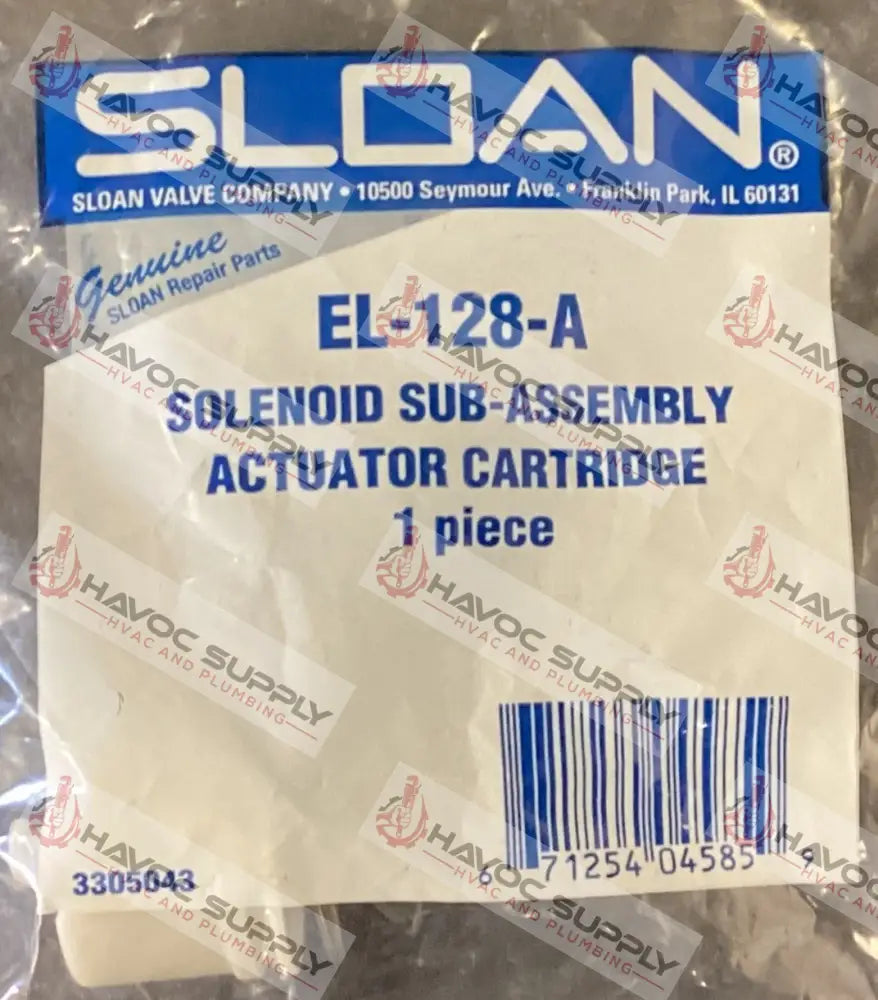 SLOAN®
SLOAN VALVE COMPANY • 10500 Seymour Ave. • Franklin Park, IL 60131
Genuine
SLOAN Repair Parts
EL-128-A
SOLENOID SUB-ASSEMBLY
ACTUATOR CARTRIDGE
1 piece
6 71254 04585 9
3305043
HAVOC SUPPLY
HVAC AND PLUMBING